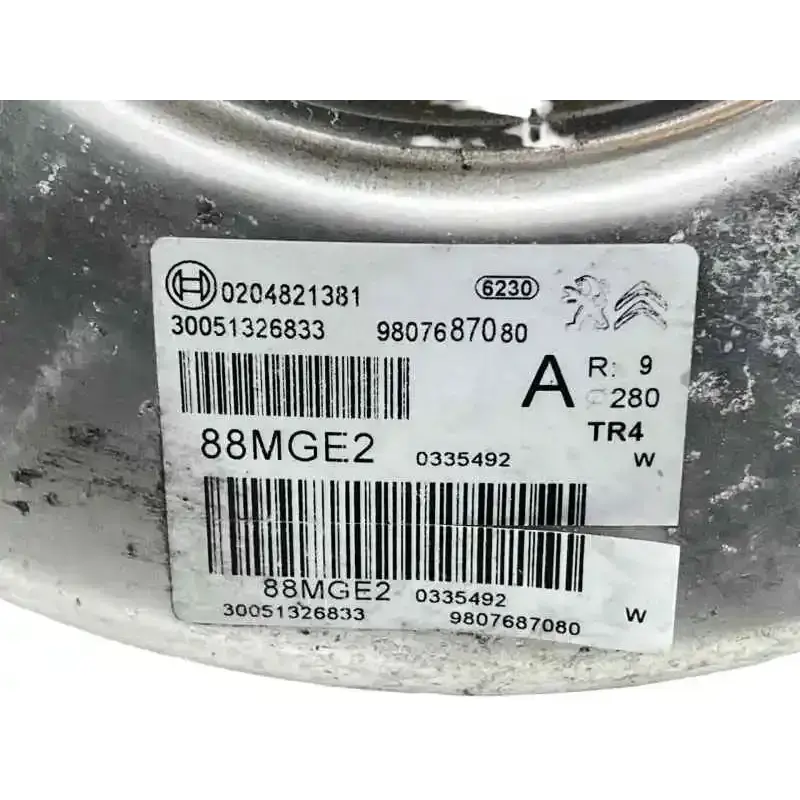 0204821381 6230
30051326833 9807687080
A R: 9
280
TR4
88MGE2 0335492 W
88MGE2 0335492
30051326833 9807687080 W